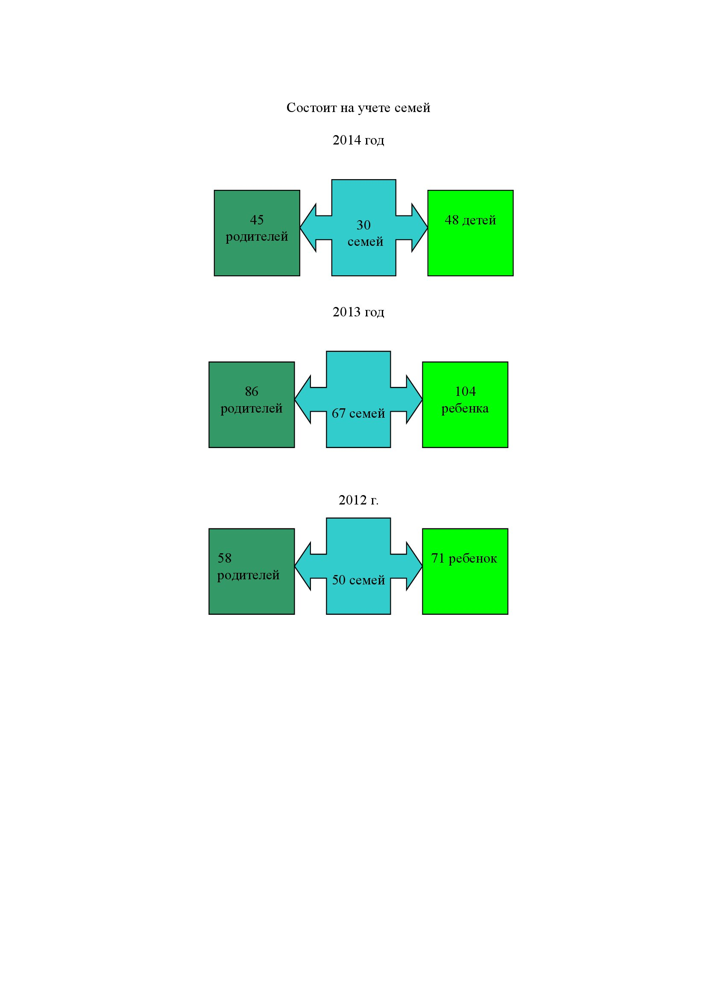 Состоит на учете семей
2014 год
45
родителей
30
семей
48 детей
2013 год
86
родителей
67 семей
104
ребенка
2012 г.
58
родителей
50 семей
71 ребенок